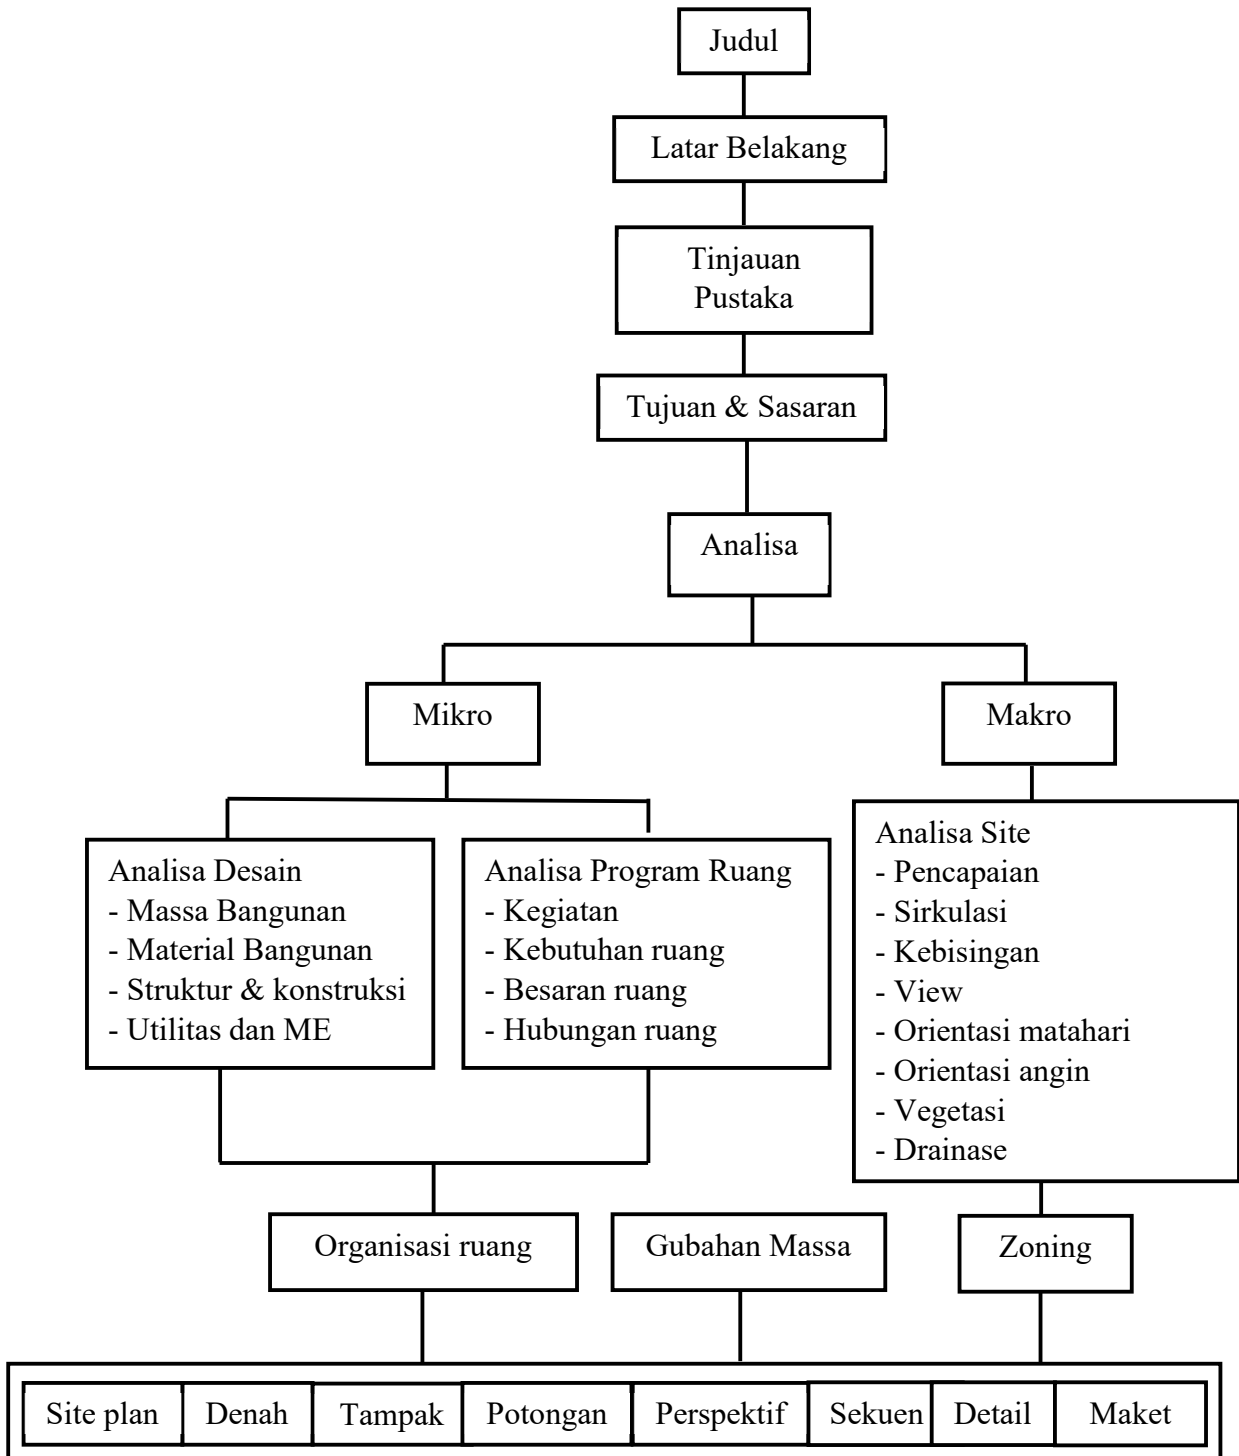 Judul
Latar Belakang
Tinjauan
Pustaka
Tujuan & Sasaran
Analisa
Mikro
Makro
Analisa Desain
- Massa Bangunan
- Material Bangunan
- Struktur & konstruksi
- Utilitas dan ME
Analisa Program Ruang
- Kegiatan
- Kebutuhan ruang
- Besaran ruang
- Hubungan ruang
Analisa Site
- Pencapaian
- Sirkulasi
- Kebisingan
- View
- Orientasi matahari
- Orientasi angin
- Vegetasi
- Drainase
Organisasi ruang
Gubahan Massa
Zoning
Site plan
Denah
Tampak
Potongan
Perspektif
Sekuen
Detail
Maket